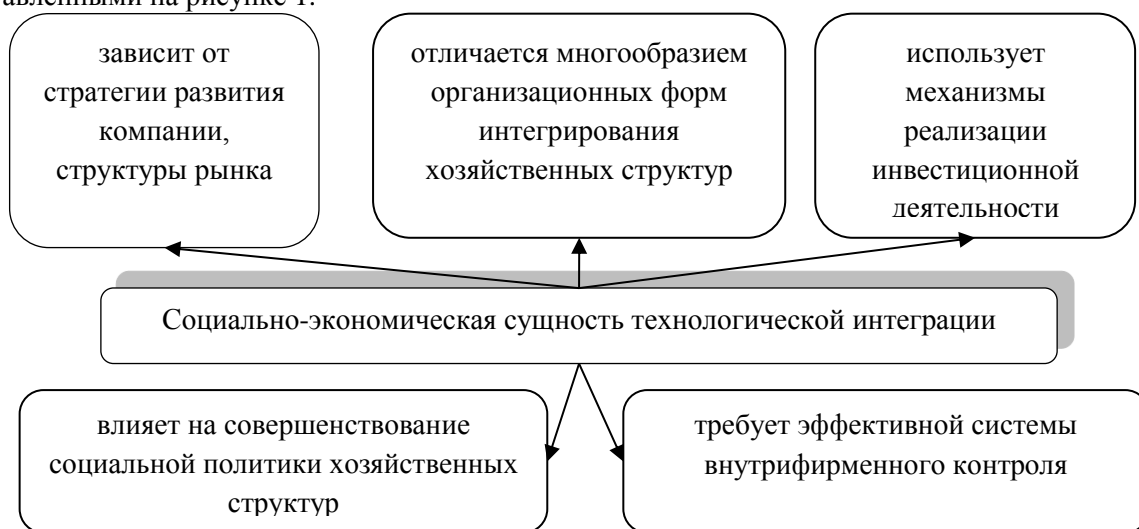 авленными на рисунке 1.
зависит от
стратегии развития
компании,
структуры рынка
отличается многообразием
организационных форм
интегрирования
хозяйственных структур
использует
механизмы
реализации
инвестиционной
деятельности
Социально-экономическая сущность технологической интеграции
влияет на совершенствование
социальной политики хозяйственных
структур
требует эффективной системы
внутрифирменного контроля